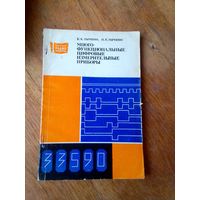 МНОГО-
ФУНКЦИОНАЛЬНЫЕ
ЦИФРОВЫЕ
ИЗМЕРИТЕЛЬНЫЕ
ПРИБОРЫ
33590